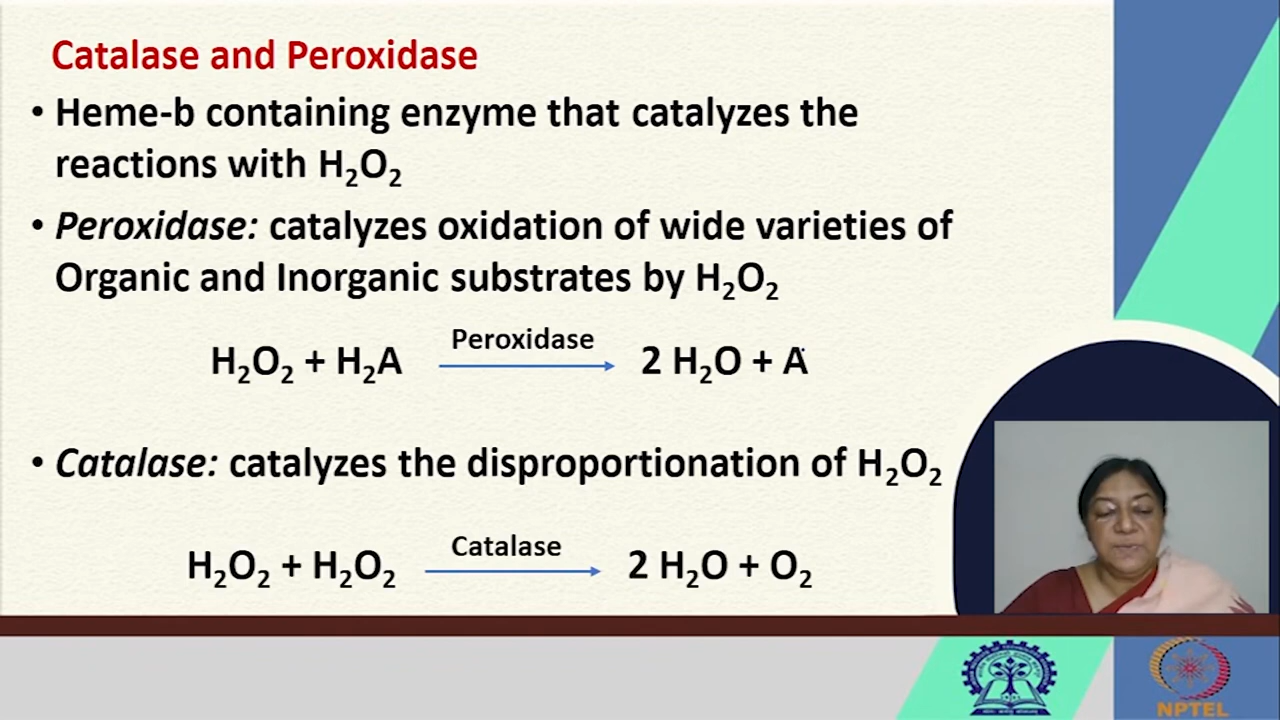 Catalase and Peroxidase
• Heme-b containing enzyme that catalyzes the
reactions with H₂O₂
• Peroxidase: catalyzes oxidation of wide varieties of
Organic and Inorganic substrates by H₂O₂
Peroxidase
H₂O₂ + H₂A 2 H₂O + A
• Catalase: catalyzes the disproportionation of H₂O₂
Catalase
H₂O₂ + H₂O₂ 2 H₂O + O₂
NPTEL